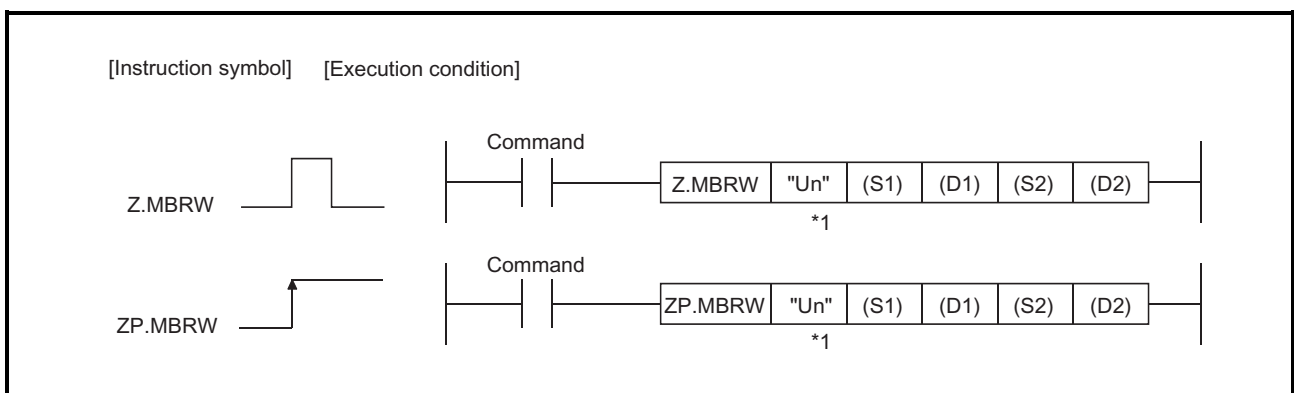 [Instruction symbol] [Execution condition]
Command
Z.MBRW Z.MBRW "Un" (S1) (D1) (S2) (D2)
*1
Command
ZP.MBRW ZP.MBRW "Un" (S1) (D1) (S2) (D2)
*1